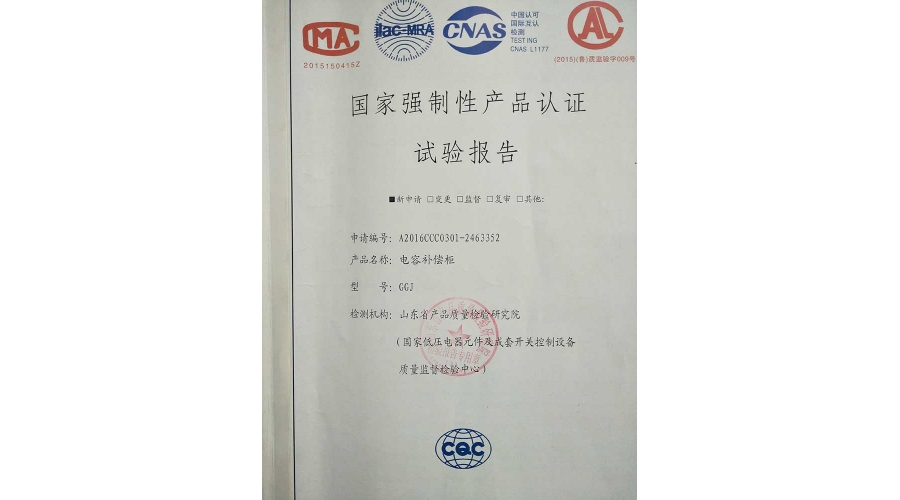 MA
2015150415Z
ilac-MRA
CNAS
中国认可
国际互认
检测
TESTING
CNAS L1177
AL
(2015)(鲁)质监验字009号
国家强制性产品认证
试验报告
■新申请 □变更 □监督 □复审 □其他:
申请编号: A2016CCC0301-2463352
产品名称: 电容补偿柜
型 号: GGJ
检测机构: 山东省产品质量检验研究院
(国家低压电器元件及成套开关控制设备
质量监督检验中心)
CQC